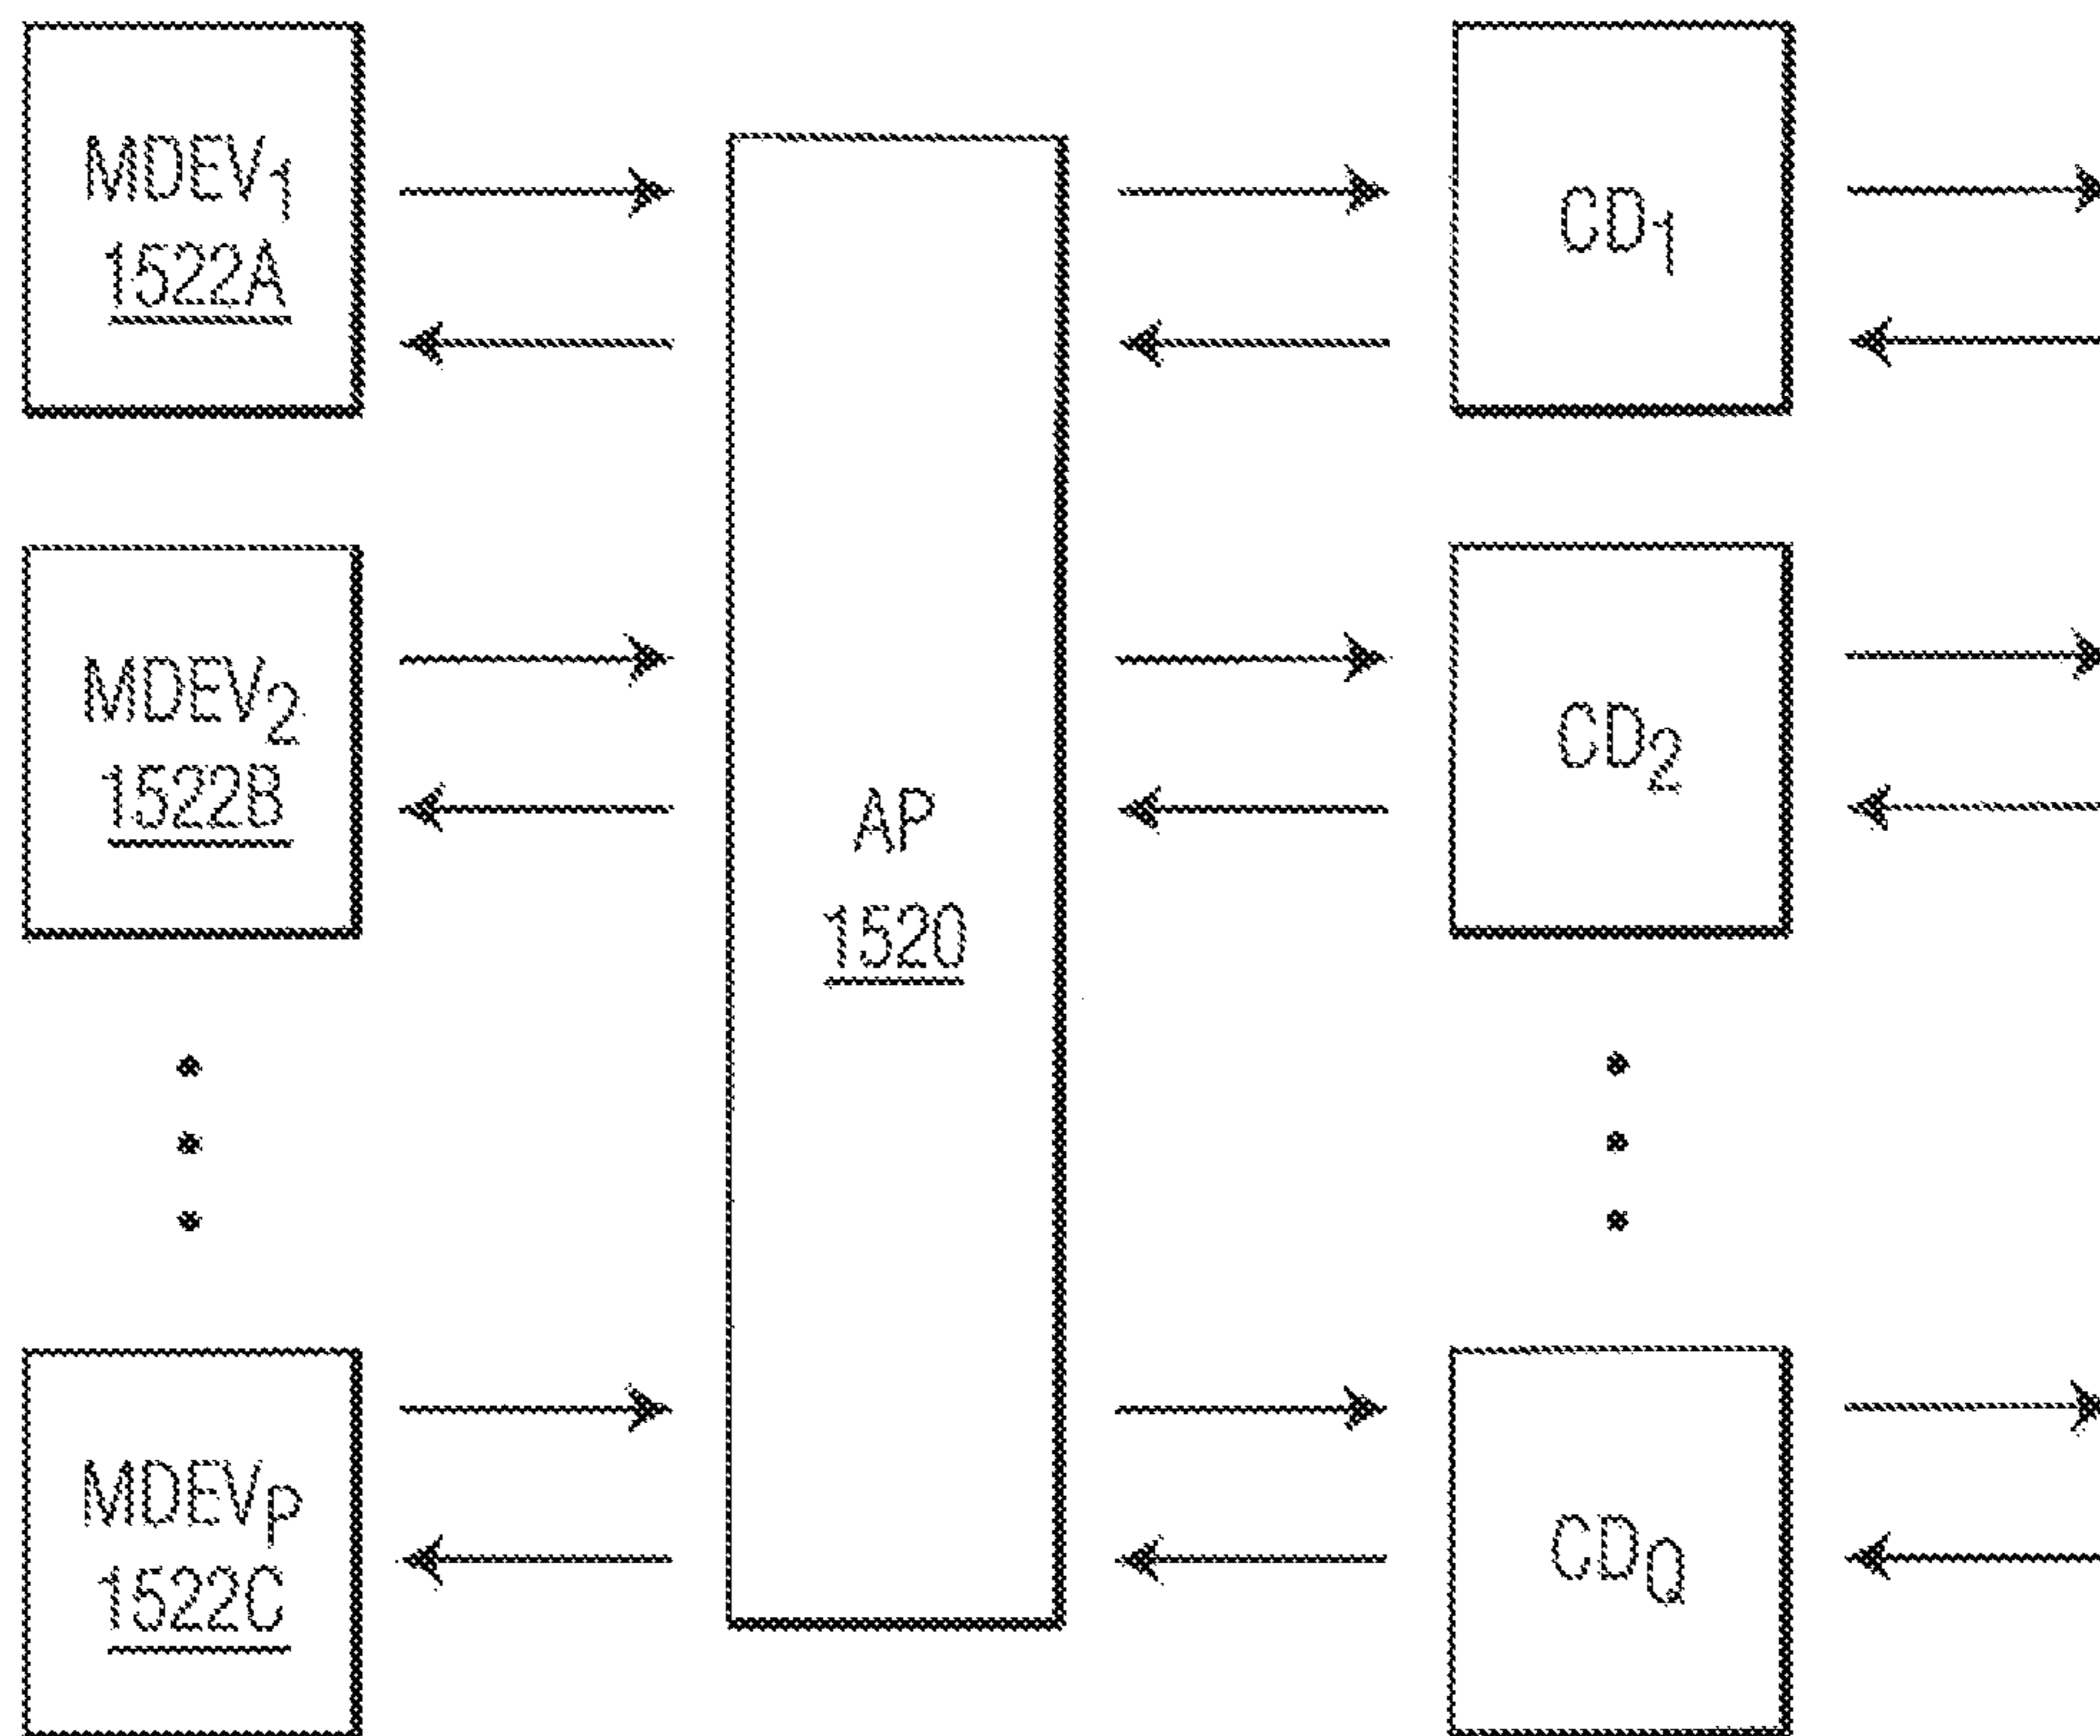 MDEV₁
1522A
CD₁
MDEV₂
1522B
AP
1520
CD₂
MDEVP
1522C
CDQ